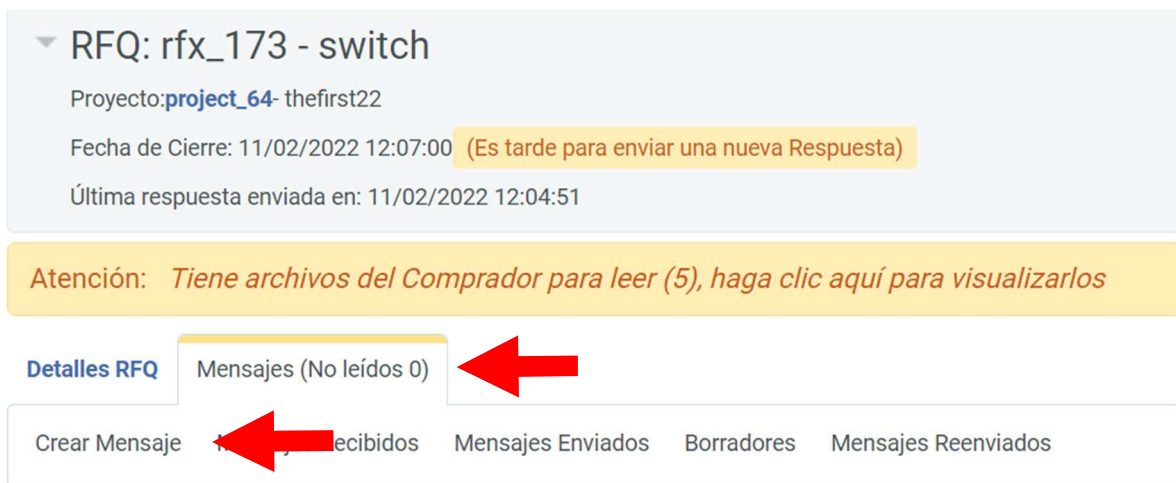 RFQ: rfx_173 - switch
Proyecto:project_64- thefirst22
Fecha de Cierre: 11/02/2022 12:07:00 (Es tarde para enviar una nueva Respuesta)
Última respuesta enviada en: 11/02/2022 12:04:51
Atención: Tiene archivos del Comprador para leer (5), haga clic aquí para visualizarlos
Detalles RFQ Mensajes (No leídos 0)
Crear Mensaje Mensajes Enviados Borradores Mensajes Reenviados